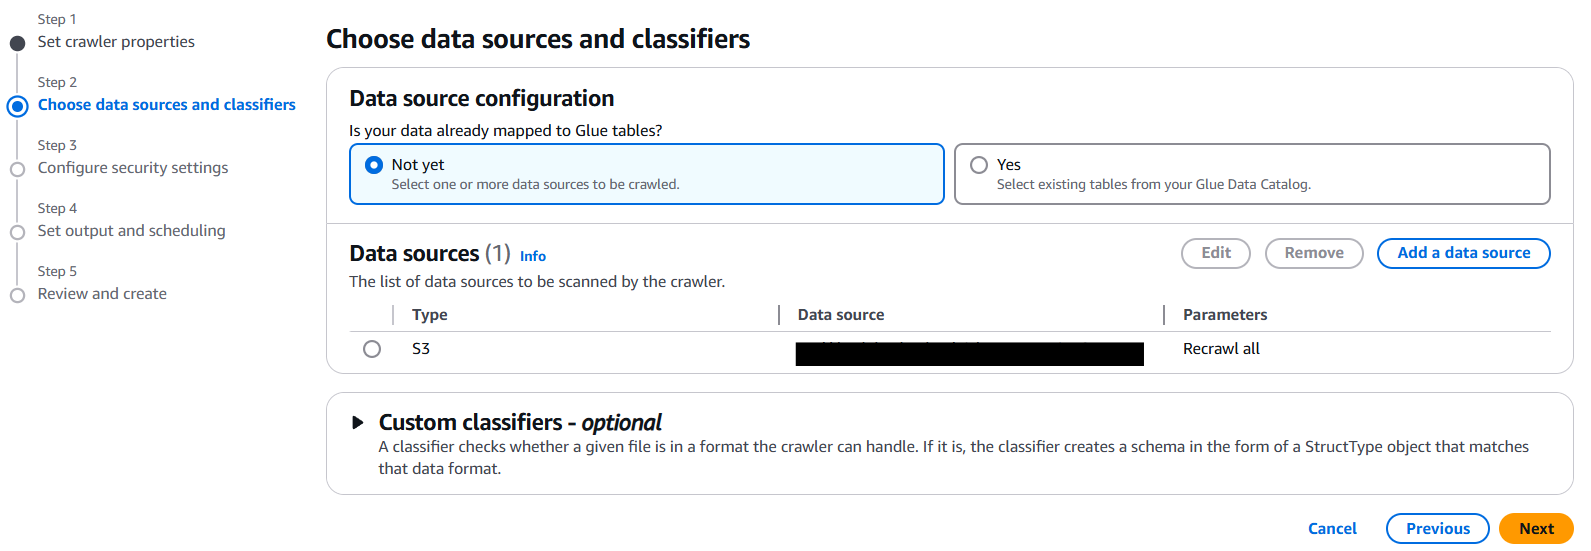 Step 1
Set crawler properties
Step 2
Choose data sources and classifiers
Step 3
Configure security settings
Step 4
Set output and scheduling
Step 5
Review and create
Choose data sources and classifiers
Data source configuration
Is your data already mapped to Glue tables?
Not yet
Select one or more data sources to be crawled.
Yes
Select existing tables from your Glue Data Catalog.
Data sources (1) Info
Edit
Remove
Add a data source
The list of data sources to be scanned by the crawler.
Type
Data source
Parameters
S3
Recrawl all
Custom classifiers - optional
A classifier checks whether a given file is in a format the crawler can handle. If it is, the classifier creates a schema in the form of a StructType object that matches
that data format.
Cancel
Previous
Next